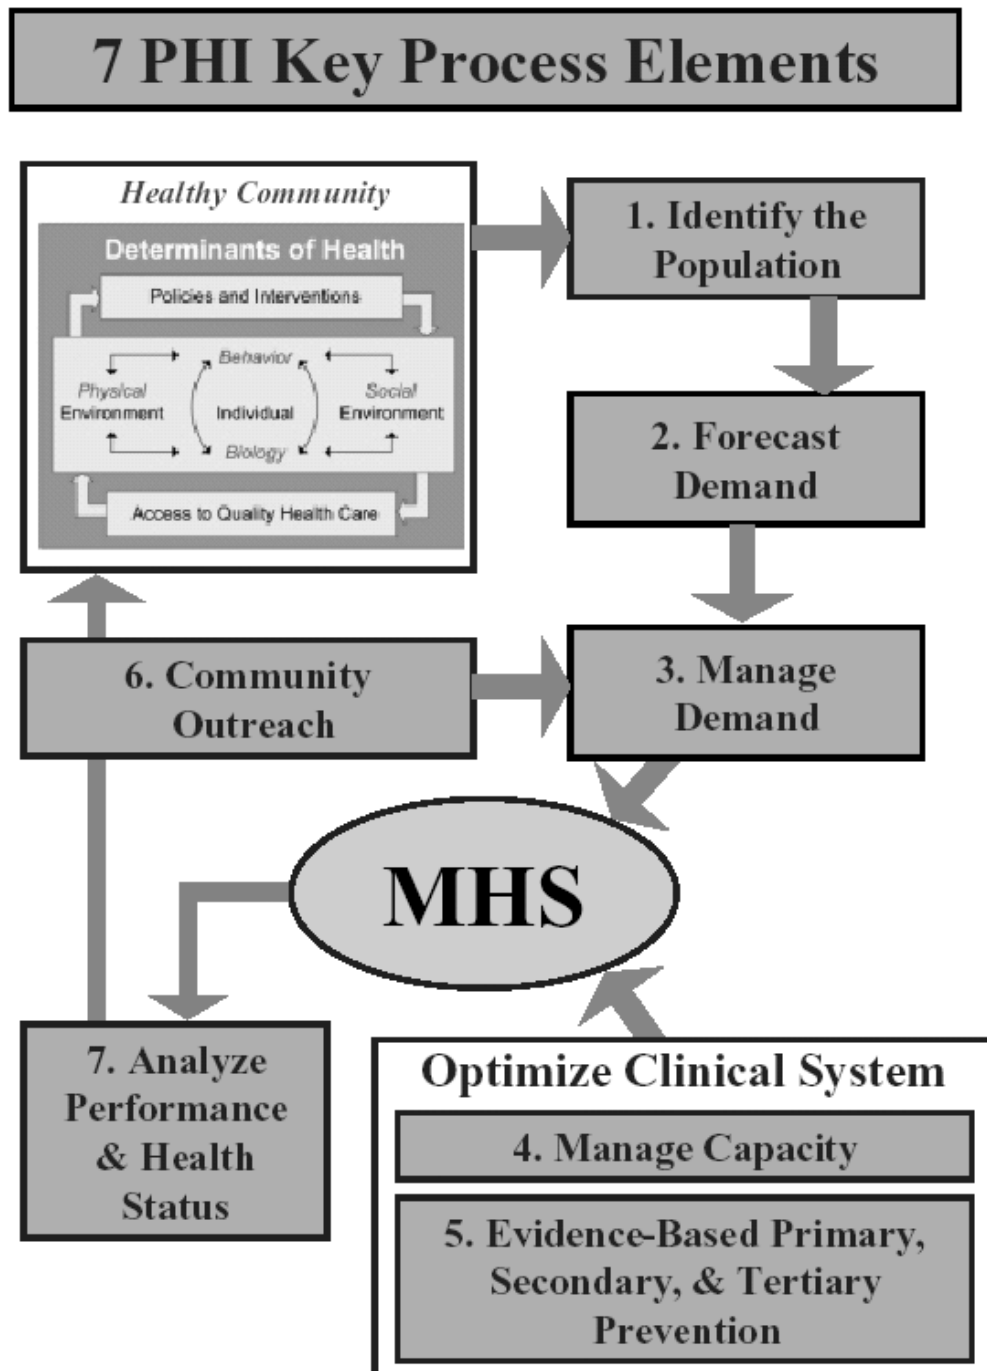 7 PHI Key Process Elements
Healthy Community
Determinants of Health
Policies and Interventions
Behavior
Physical
Environment
Individual
Social
Environment
Biology
Access to Quality Health Care
1. Identify the
Population
2. Forecast
Demand
3. Manage
Demand
6. Community
Outreach
MHS
7. Analyze
Performance
& Health
Status
Optimize Clinical System
4. Manage Capacity
5. Evidence-Based Primary,
Secondary, & Tertiary
Prevention